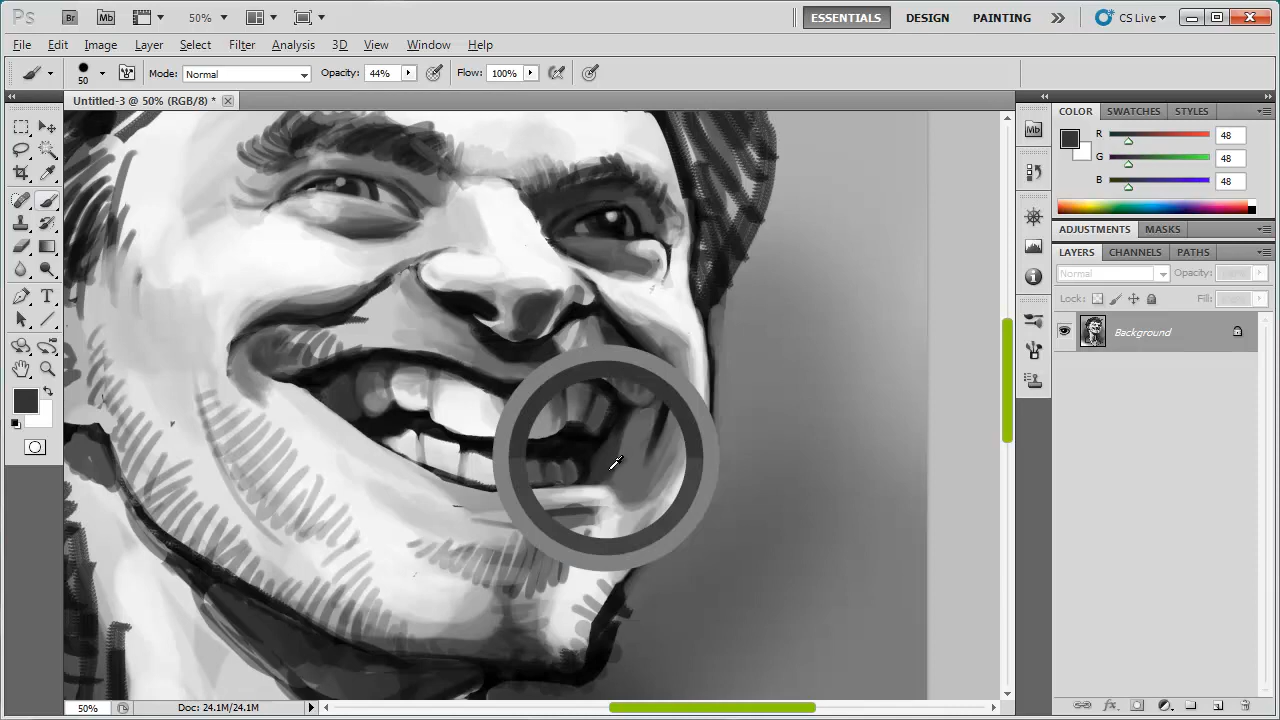 Ps Br Mb 50% ESSENTIALS DESIGN PAINTING CS Live
File Edit Image Layer Select Filter Analysis 3D View Window Help
50 Mode: Normal Opacity: 44% Flow: 100%
Untitled-3 @ 50% (RGB/8) *
COLOR SWATCHES STYLES
Mb
R 48
G 48
B 48
ADJUSTMENTS MASKS
LAYERS CHANNELS PATHS
Normal Opacity:
Lock: Fill:
Background
50% Doc: 24.1M/24.1M